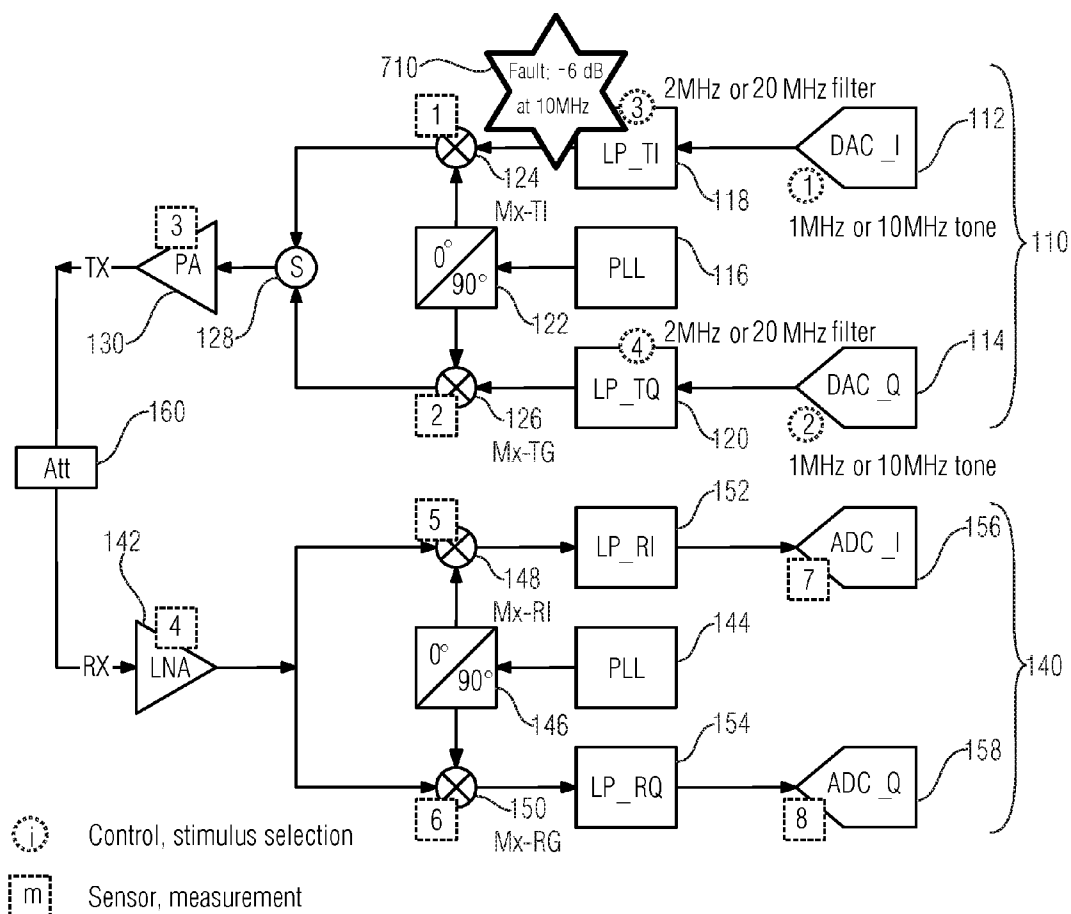 710
Fault: -6 dB
at 10MHz
2MHz or 20 MHz filter
3
1
LP_TI
DAC_I
112
124
118
1
Mx-TI
1MHz or 10MHz tone
3
PA
TX
S
0°
90°
PLL
116
110
130
128
122
2MHz or 20 MHz filter
4
114
160
LP_TQ
DAC_Q
2
126
120
2
Att
Mx-TG
1MHz or 10MHz tone
152
5
LP_RI
ADC_I
156
142
148
7
Mx-RI
144
4
RX
LNA
0°
90°
PLL
140
146
154
158
LP_RQ
ADC_Q
6
150
8
Mx-RG
i
Control, stimulus selection
m
Sensor, measurement